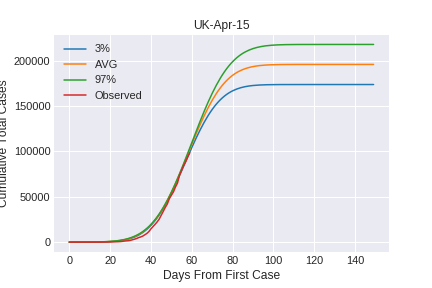 UK-Apr-15
3%
AVG
97%
Observed
Cumulative Total Cases
200000
150000
100000
50000
0
0 20 40 60 80 100 120 140
Days From First Case